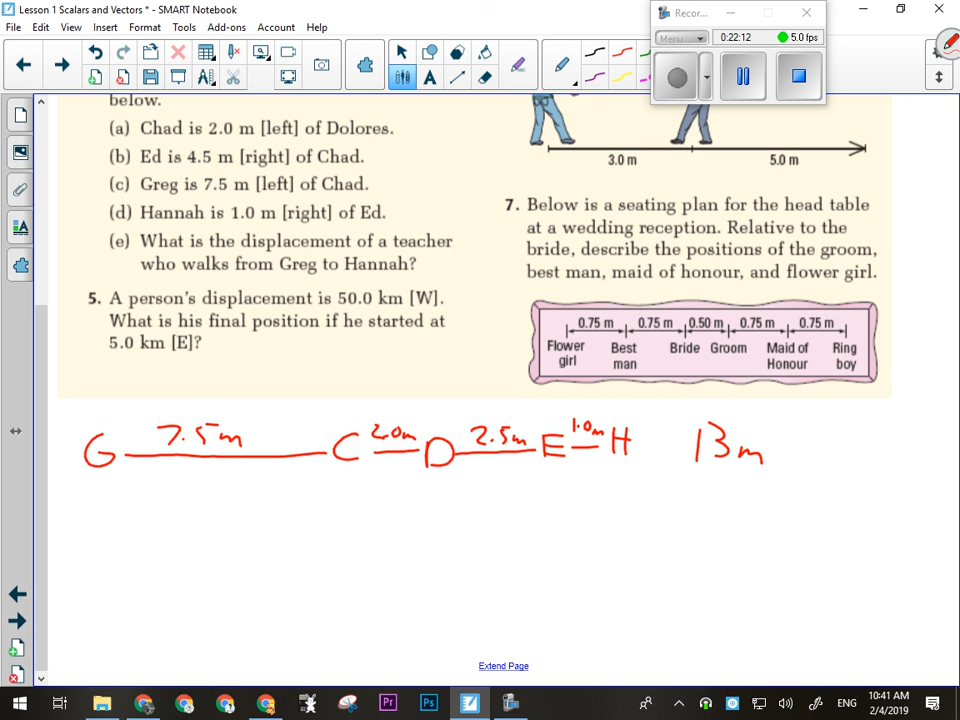 Lesson 1 Scalars and Vectors * - SMART Notebook
File Edit View Insert Format Tools Add-ons Account Help
Recor...
Menu
0:22:12
5.0 fps
below.
(a) Chad is 2.0 m [left] of Dolores.
(b) Ed is 4.5 m [right] of Chad.
(c) Greg is 7.5 m [left] of Chad.
(d) Hannah is 1.0 m [right] of Ed.
(e) What is the displacement of a teacher
who walks from Greg to Hannah?
5. A person's displacement is 50.0 km [W].
What is his final position if he started at
5.0 km [E]?
3.0 m 5.0 m
7. Below is a seating plan for the head table
at a wedding reception. Relative to the
bride, describe the positions of the groom,
best man, maid of honour, and flower girl.
0.75 m 0.75 m 0.50 m 0.75 m 0.75 m
Flower Best Bride Groom Maid of Ring
girl man Honour boy
7.5m 2.0m 2.5m 1.0m
G C D E H 13m
Extend Page
Pr Ps
ENG
10:41 AM
2/4/2019